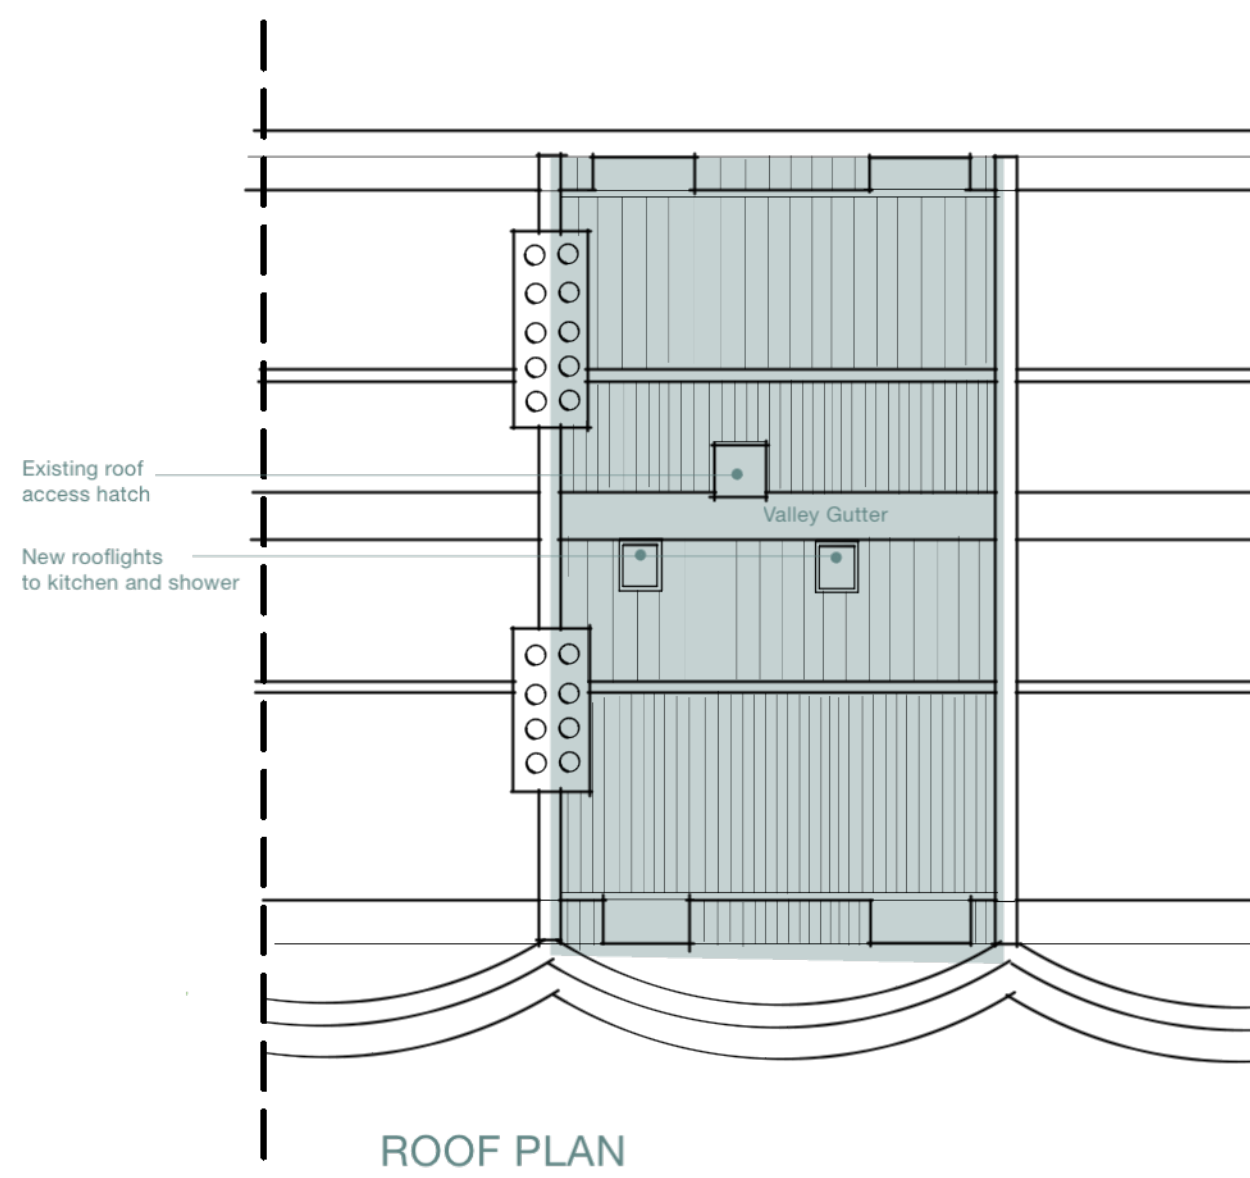 Existing roof
access hatch
Valley Gutter
New rooflights
to kitchen and shower
ROOF PLAN